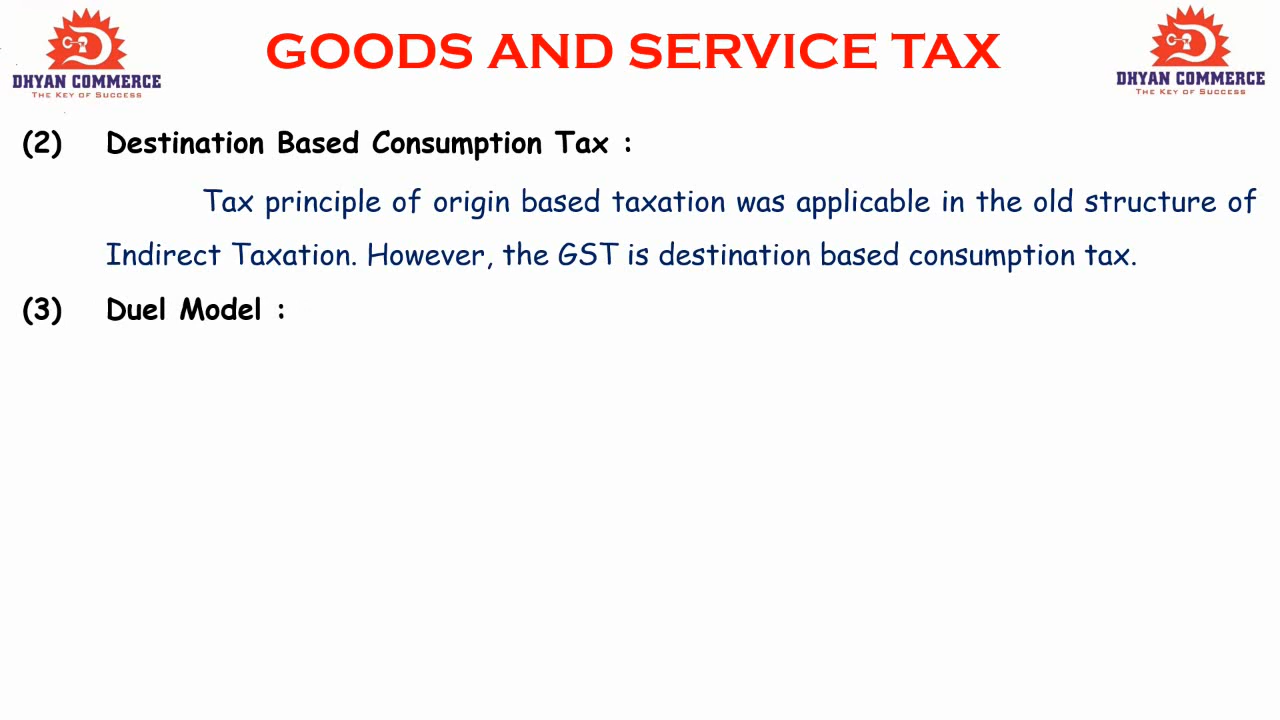 DHYAN COMMERCE
The Key of Success
GOODS AND SERVICE TAX
DHYAN COMMERCE
The Key of Success
(2) Destination Based Consumption Tax :
Tax principle of origin based taxation was applicable in the old structure of
Indirect Taxation. However, the GST is destination based consumption tax.
(3) Duel Model :